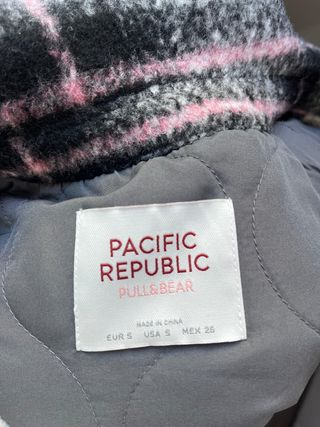 PACIFIC
REPUBLIC
PULL&BEAR
MADE IN CHINA
EUR S USA S MEX 26